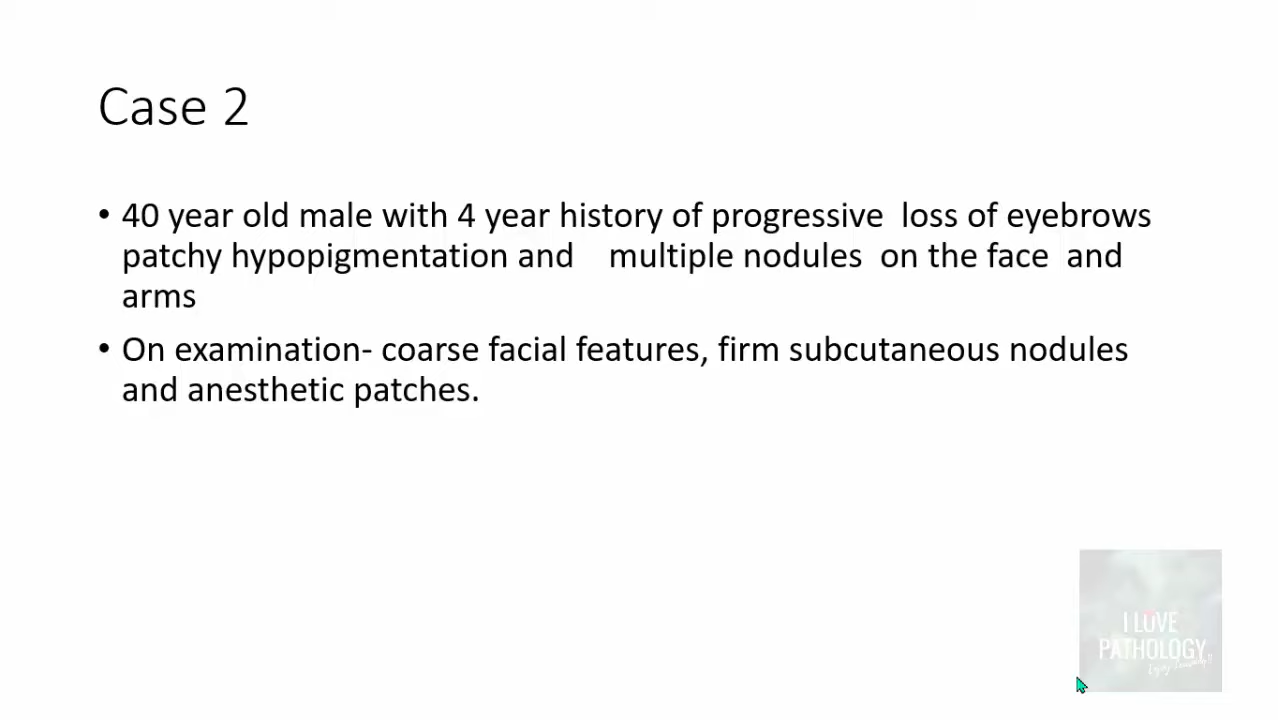 Case 2
• 40 year old male with 4 year history of progressive loss of eyebrows
patchy hypopigmentation and multiple nodules on the face and
arms
• On examination- coarse facial features, firm subcutaneous nodules
and anesthetic patches.
I LOVE
PATHOLOGY